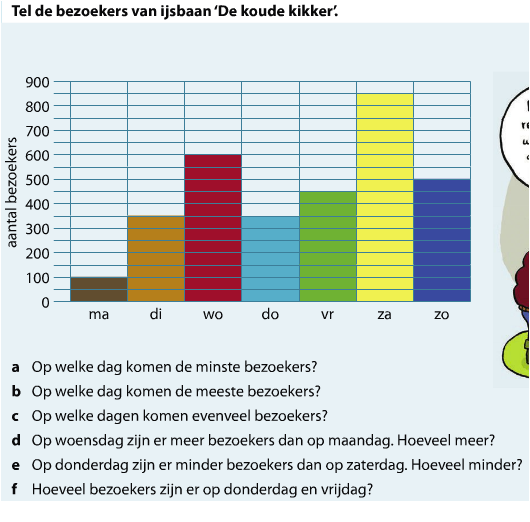 Tel de bezoekers van ijsbaan ‘De koude kikker’.
aantal bezoekers
900
800
700
600
500
400
300
200
100
0
ma di wo do vr za zo
a Op welke dag komen de minste bezoekers?
b Op welke dag komen de meeste bezoekers?
c Op welke dagen komen evenveel bezoekers?
d Op woensdag zijn er meer bezoekers dan op maandag. Hoeveel meer?
e Op donderdag zijn er minder bezoekers dan op zaterdag. Hoeveel minder?
f Hoeveel bezoekers zijn er op donderdag en vrijdag?